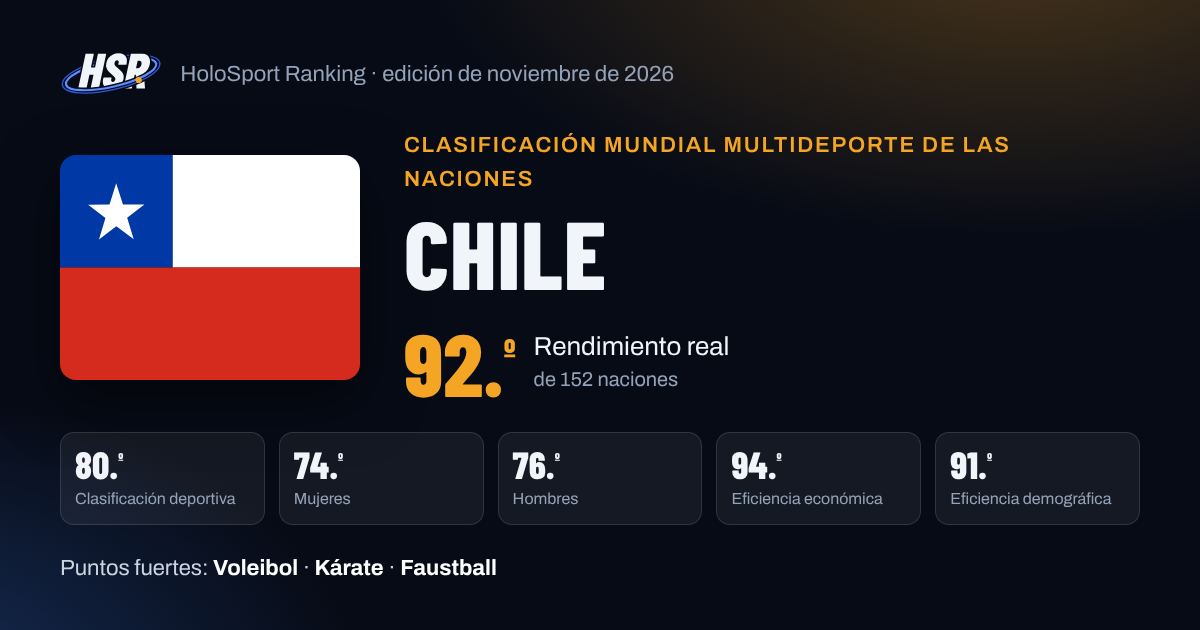 HSR HoloSport Ranking · edición de noviembre de 2026
CLASIFICACIÓN MUNDIAL MULTIDEPORTE DE LAS
NACIONES
CHILE
92.º Rendimiento real
de 152 naciones
80.º
Clasificación deportiva
74.º
Mujeres
76.º
Hombres
94.º
Eficiencia económica
91.º
Eficiencia demográfica
Puntos fuertes: Voleibol · Kárate · Faustball